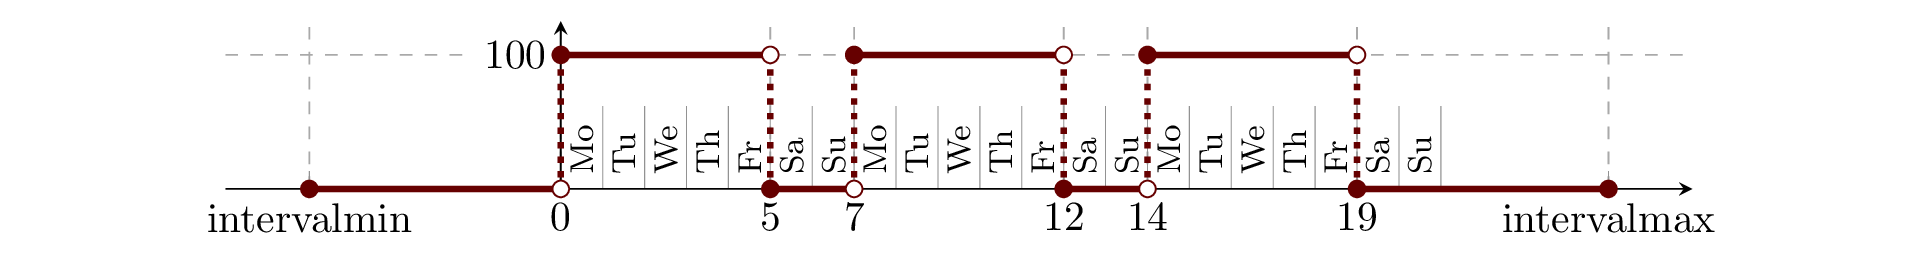 100
Mo Tu We Th Fr Sa Su Mo Tu We Th Fr Sa Su Mo Tu We Th Fr Sa Su
intervalmin 0 5 7 12 14 19 intervalmax